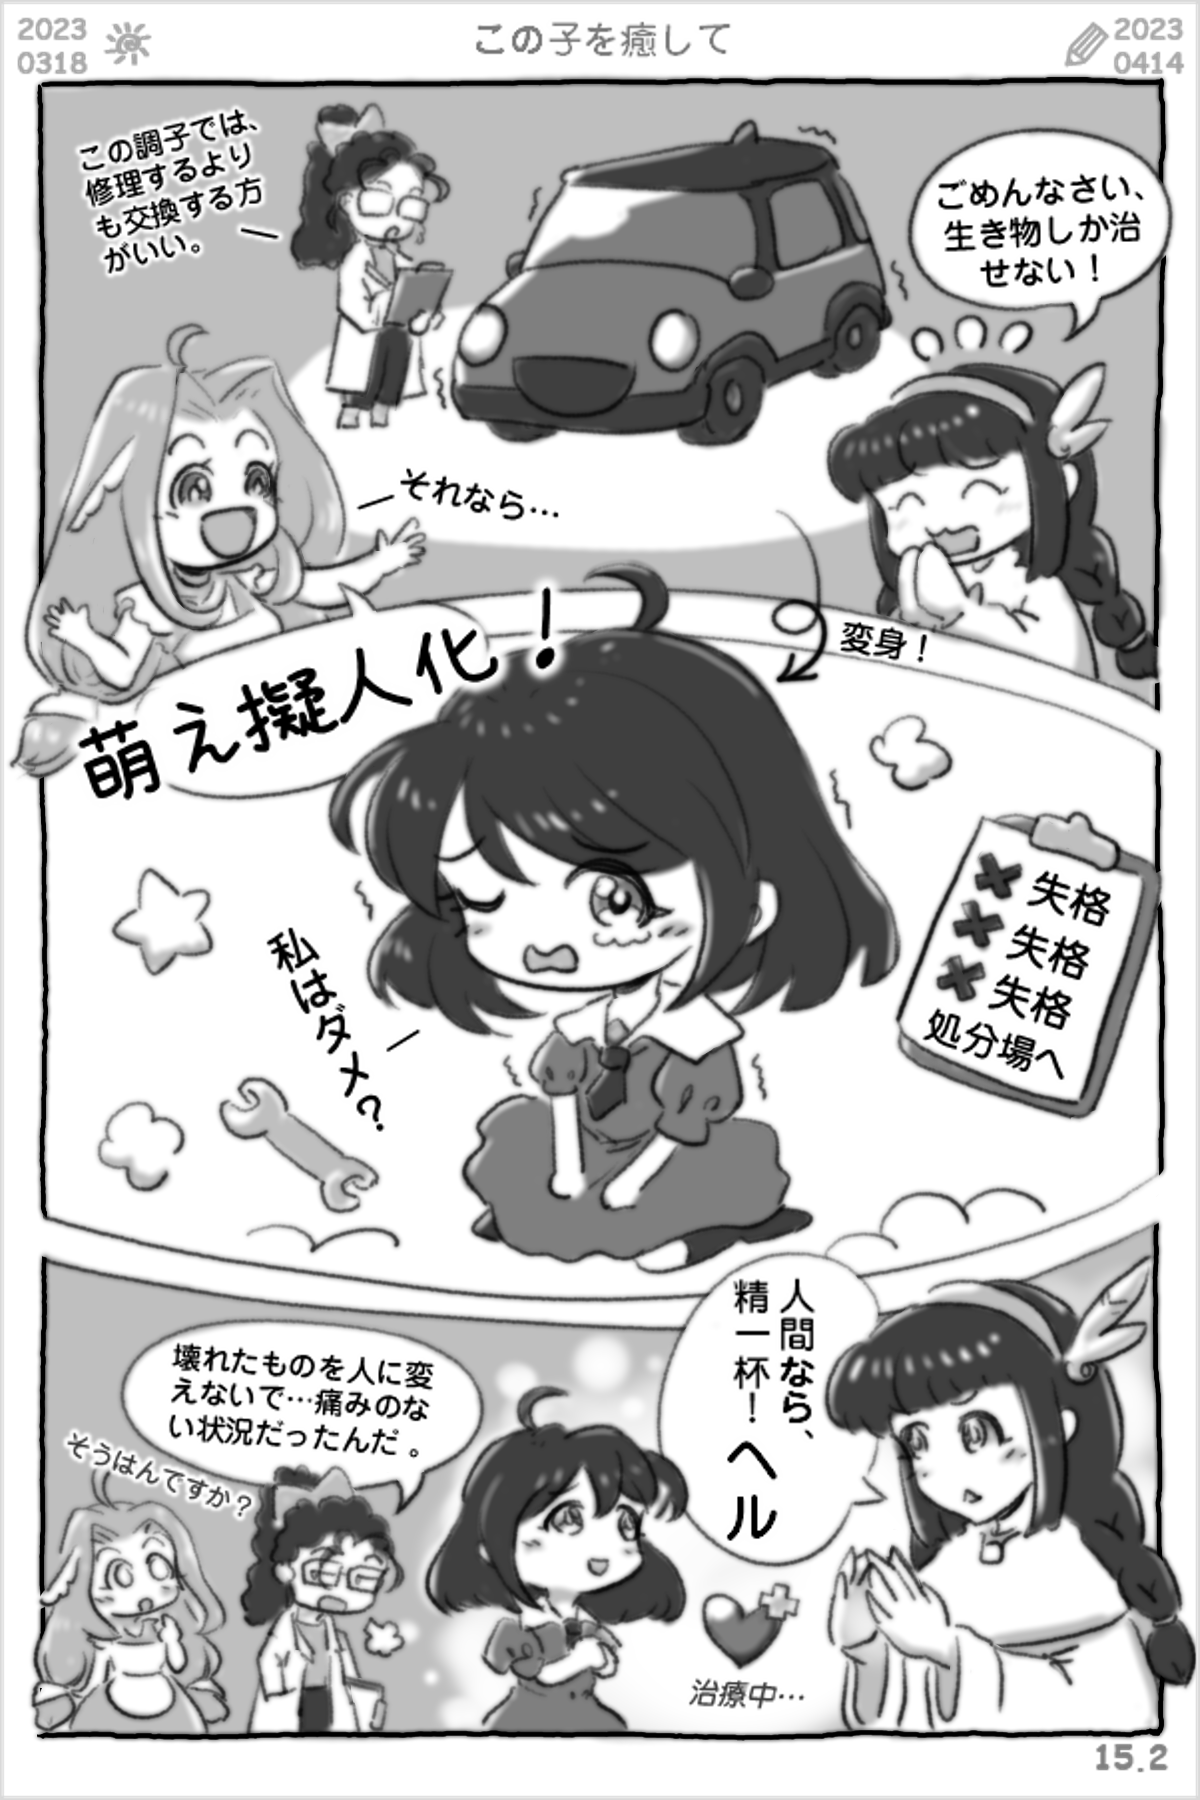 2023
0318
この子を癒して
2023
0414
この調子では、
修理するより
も交換する方
がいい。
ごめんなさい、
生き物しか治
せない！
それなら…
萌え擬人化！
変身！
私はダメ?
失格
失格
失格
処分場へ
人間なら、
精一杯！ヘル
壊れたものを人に変
えないで…痛みのな
い状況だったんだ。
そうはんですか？
治療中…
15.2